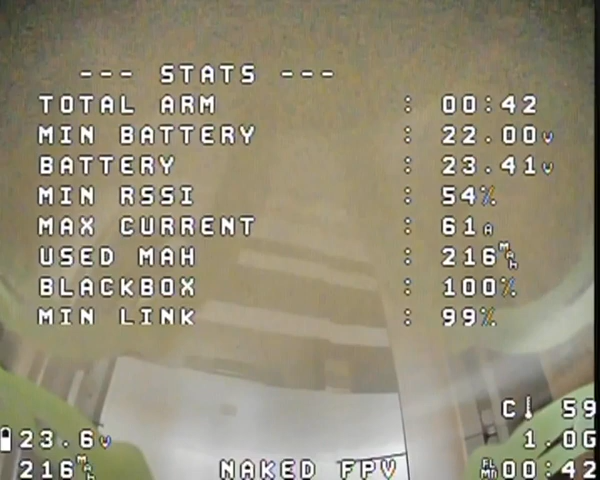 --- STATS ---
TOTAL ARM : 00:42
MIN BATTERY : 22.00V
BATTERY : 23.41V
MIN RSSI : 54%
MAX CURRENT : 61A
USED MAH : 216MAH
BLACKBOX : 100%
MIN LINK : 99%
C 59
23.6V 1.0G
216MAH NAKED FPV FLMN 00:42